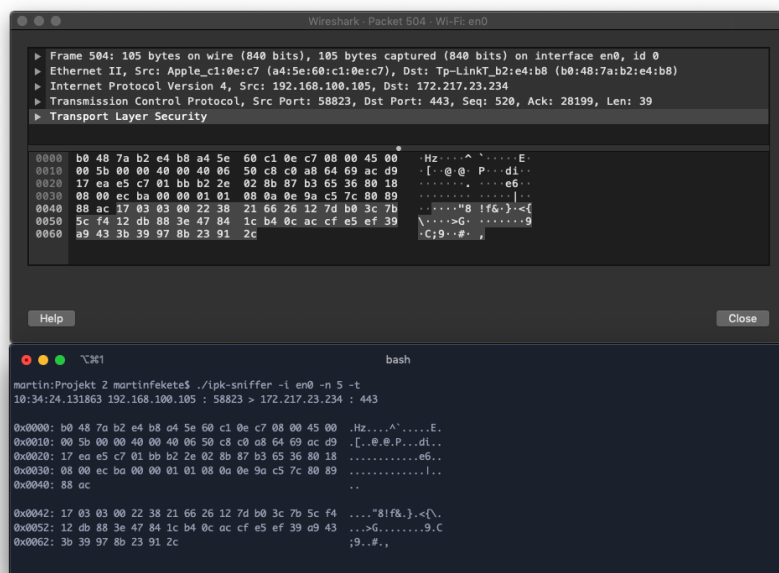 Wireshark · Packet 504 · Wi-Fi: en0
Frame 504: 105 bytes on wire (840 bits), 105 bytes captured (840 bits) on interface en0, id 0
Ethernet II, Src: Apple_c1:0e:c7 (a4:5e:60:c1:0e:c7), Dst: Tp-LinkT_b2:e4:b8 (b0:48:7a:b2:e4:b8)
Internet Protocol Version 4, Src: 192.168.100.105, Dst: 172.217.23.234
Transmission Control Protocol, Src Port: 58823, Dst Port: 443, Seq: 520, Ack: 28199, Len: 39
Transport Layer Security
0000 b0 48 7a b2 e4 b8 a4 5e 60 c1 0e c7 08 00 45 00 ·Hz····^ `·····E·
0010 00 5b 00 00 40 00 40 06 50 c8 c0 a8 64 69 ac d9 ·[··@·@· P···di··
0020 17 ea e5 c7 01 bb b2 2e 02 8b 87 b3 65 36 80 18 ·······. ····e6··
0030 08 00 ec ba 00 00 01 01 08 0a 0e 9a c5 7c 80 89 ········ ·····|··
0040 88 ac 17 03 03 00 22 38 21 66 26 12 7d b0 3c 7b ······"8 !f&·}·<{
0050 5c f4 12 db 88 3e 47 84 1c b4 0c ac cf e5 ef 39 \····>G· ·······9
0060 a9 43 3b 39 97 8b 23 91 2c ·C;9··#· ,
Help
Close
⌥⌘1
bash
martin:Projekt 2 martinfekete$ ./ipk-sniffer -i en0 -n 5 -t
10:34:24.131863 192.168.100.105 : 58823 > 172.217.23.234 : 443
0x0000: b0 48 7a b2 e4 b8 a4 5e 60 c1 0e c7 08 00 45 00 .Hz....^`.....E.
0x0010: 00 5b 00 00 40 00 40 06 50 c8 c0 a8 64 69 ac d9 .[..@.@.P...di..
0x0020: 17 ea e5 c7 01 bb b2 2e 02 8b 87 b3 65 36 80 18 ............e6..
0x0030: 08 00 ec ba 00 00 01 01 08 0a 0e 9a c5 7c 80 89 .............|..
0x0040: 88 ac ..
0x0042: 17 03 03 00 22 38 21 66 26 12 7d b0 3c 7b 5c f4 ...."8!f&.}.<{\.
0x0052: 12 db 88 3e 47 84 1c b4 0c ac cf e5 ef 39 a9 43 ...>G........9.C
0x0062: 3b 39 97 8b 23 91 2c ;9..#.,